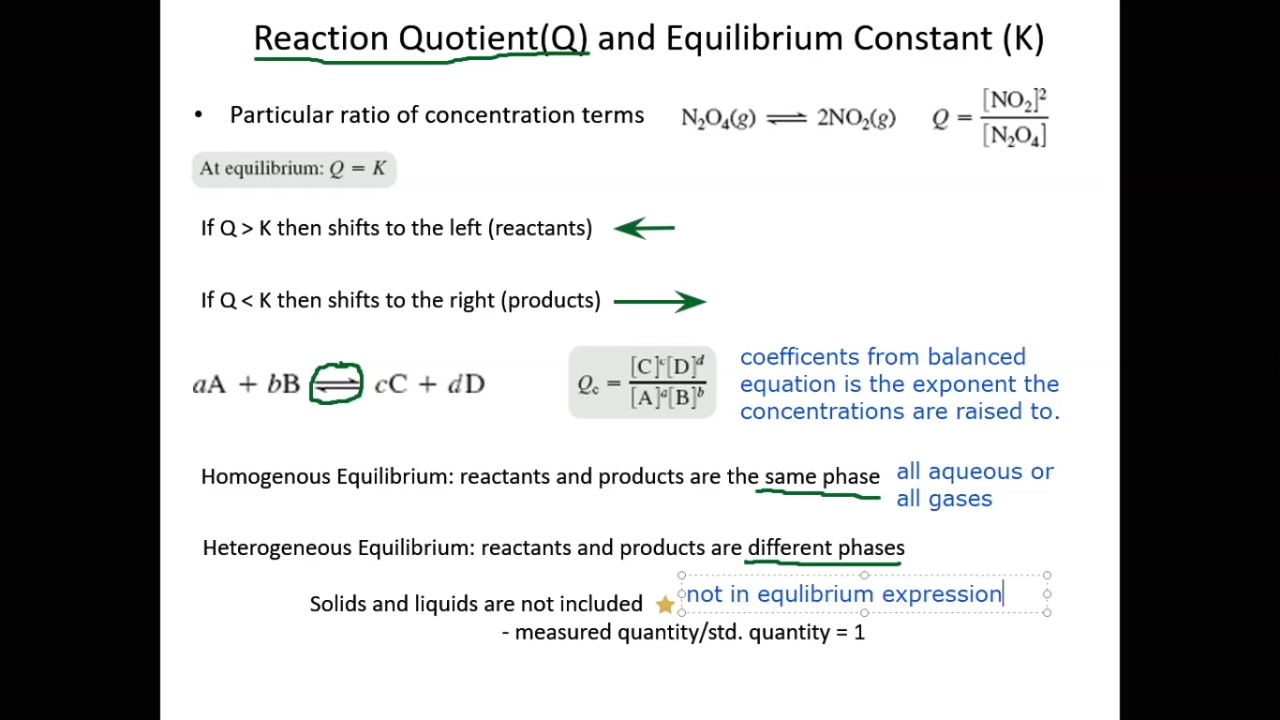 Reaction Quotient(Q) and Equilibrium Constant (K)
• Particular ratio of concentration terms N₂O₄(g) ⇌ 2NO₂(g) Q = [NO₂]² / [N₂O₄]
At equilibrium: Q = K
If Q > K then shifts to the left (reactants) ←
If Q < K then shifts to the right (products) →
aA + bB ⇌ cC + dD Qc = [C]ᶜ[D]ᵈ / [A]ᵃ[B]ᵇ
coefficents from balanced
equation is the exponent the
concentrations are raised to.
Homogenous Equilibrium: reactants and products are the same phase
all aqueous or
all gases
Heterogeneous Equilibrium: reactants and products are different phases
Solids and liquids are not included
not in equlibrium expression
- measured quantity/std. quantity = 1